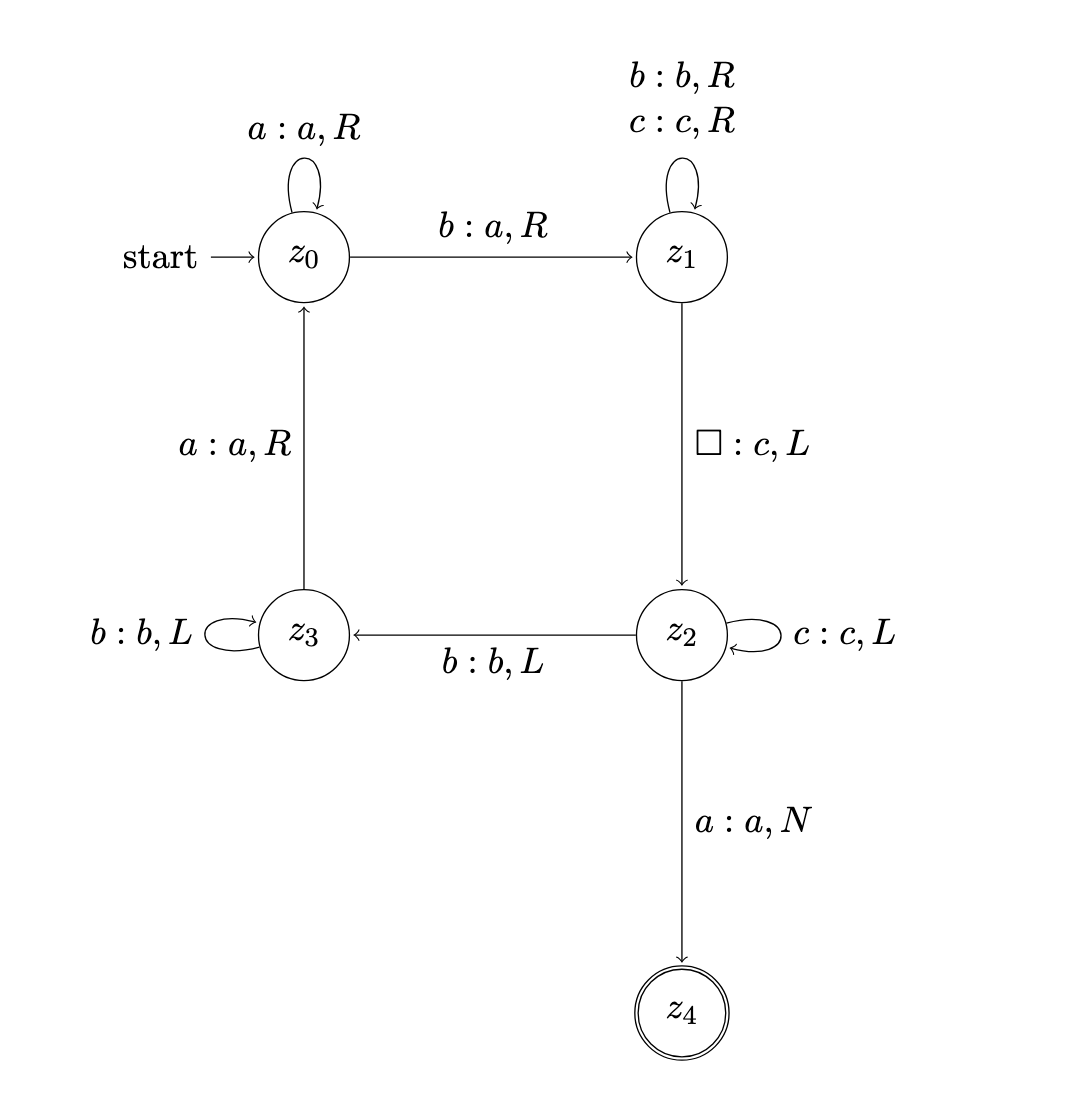 b : b, R
c : c, R
a : a, R
b : a, R
start
z₀
z₁
a : a, R
□ : c, L
b : b, L
z₃
z₂
c : c, L
b : b, L
a : a, N
z₄